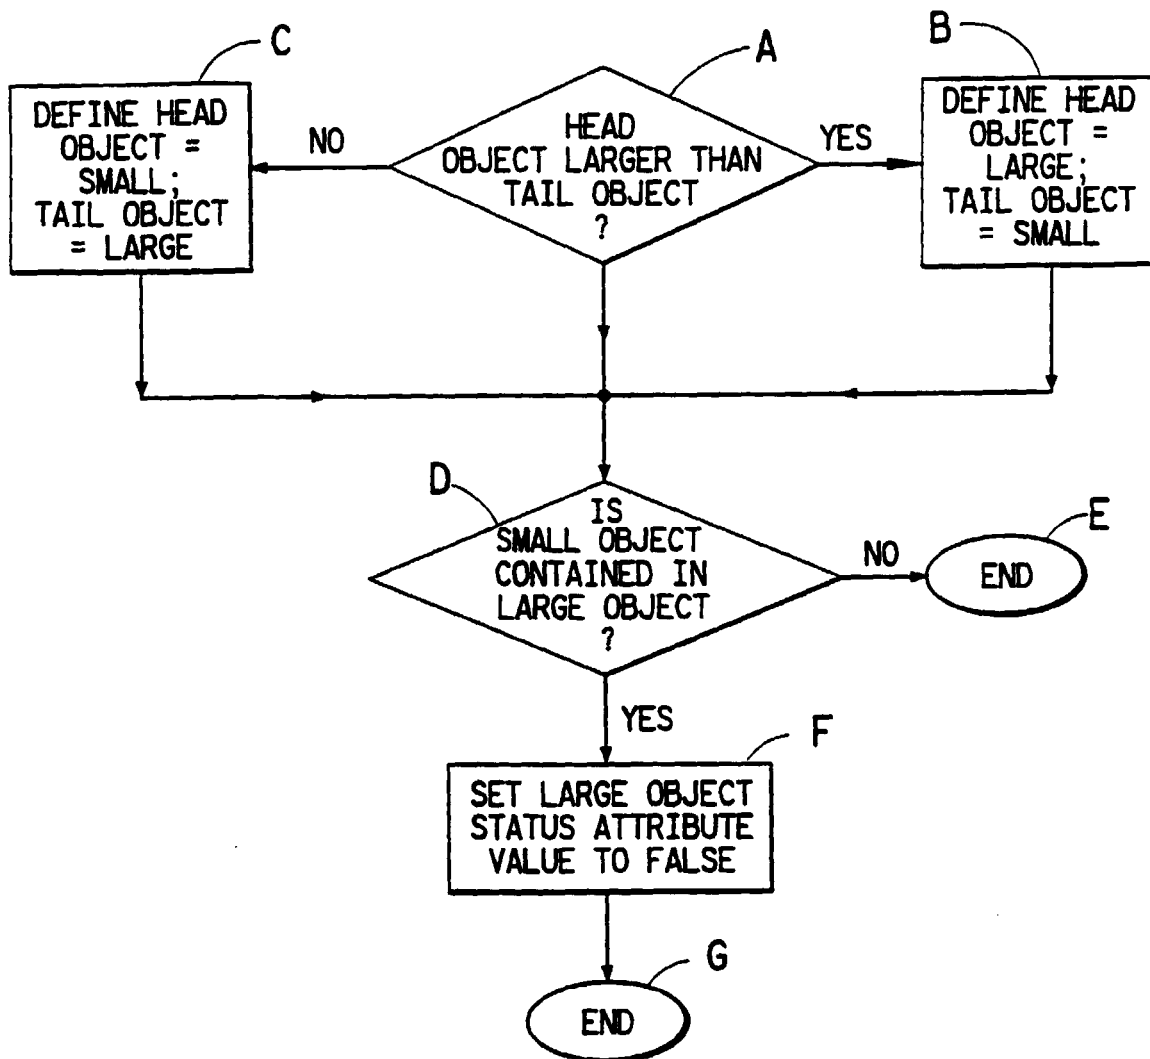 C
A
B
DEFINE HEAD
OBJECT =
SMALL;
TAIL OBJECT
= LARGE
NO
HEAD
OBJECT LARGER THAN
TAIL OBJECT
?
YES
DEFINE HEAD
OBJECT =
LARGE;
TAIL OBJECT
= SMALL
D
IS
SMALL OBJECT
CONTAINED IN
LARGE OBJECT
?
NO
E
END
YES
F
SET LARGE OBJECT
STATUS ATTRIBUTE
VALUE TO FALSE
G
END